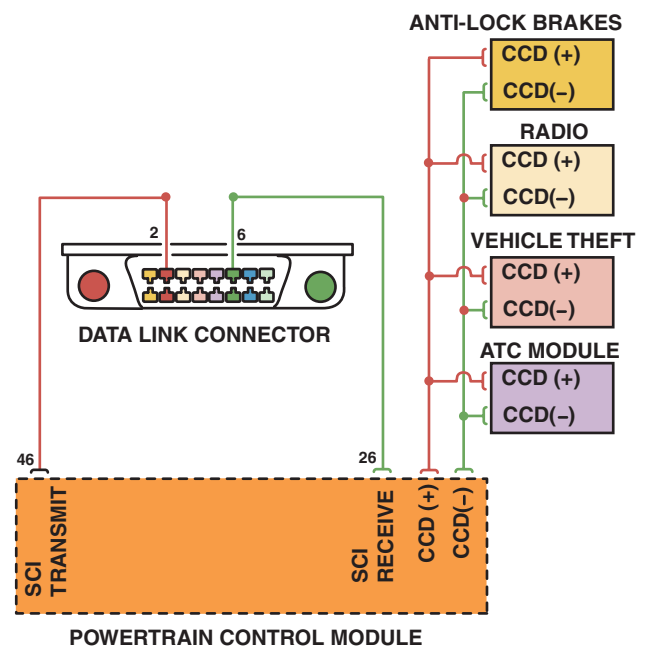 ANTI-LOCK BRAKES
CCD (+)
CCD(−)
RADIO
CCD (+)
CCD(−)
2
6
VEHICLE THEFT
CCD (+)
CCD(−)
DATA LINK CONNECTOR
ATC MODULE
CCD (+)
CCD(−)
46
26
SCI
TRANSMIT
SCI
RECEIVE
CCD (+)
CCD(−)
POWERTRAIN CONTROL MODULE